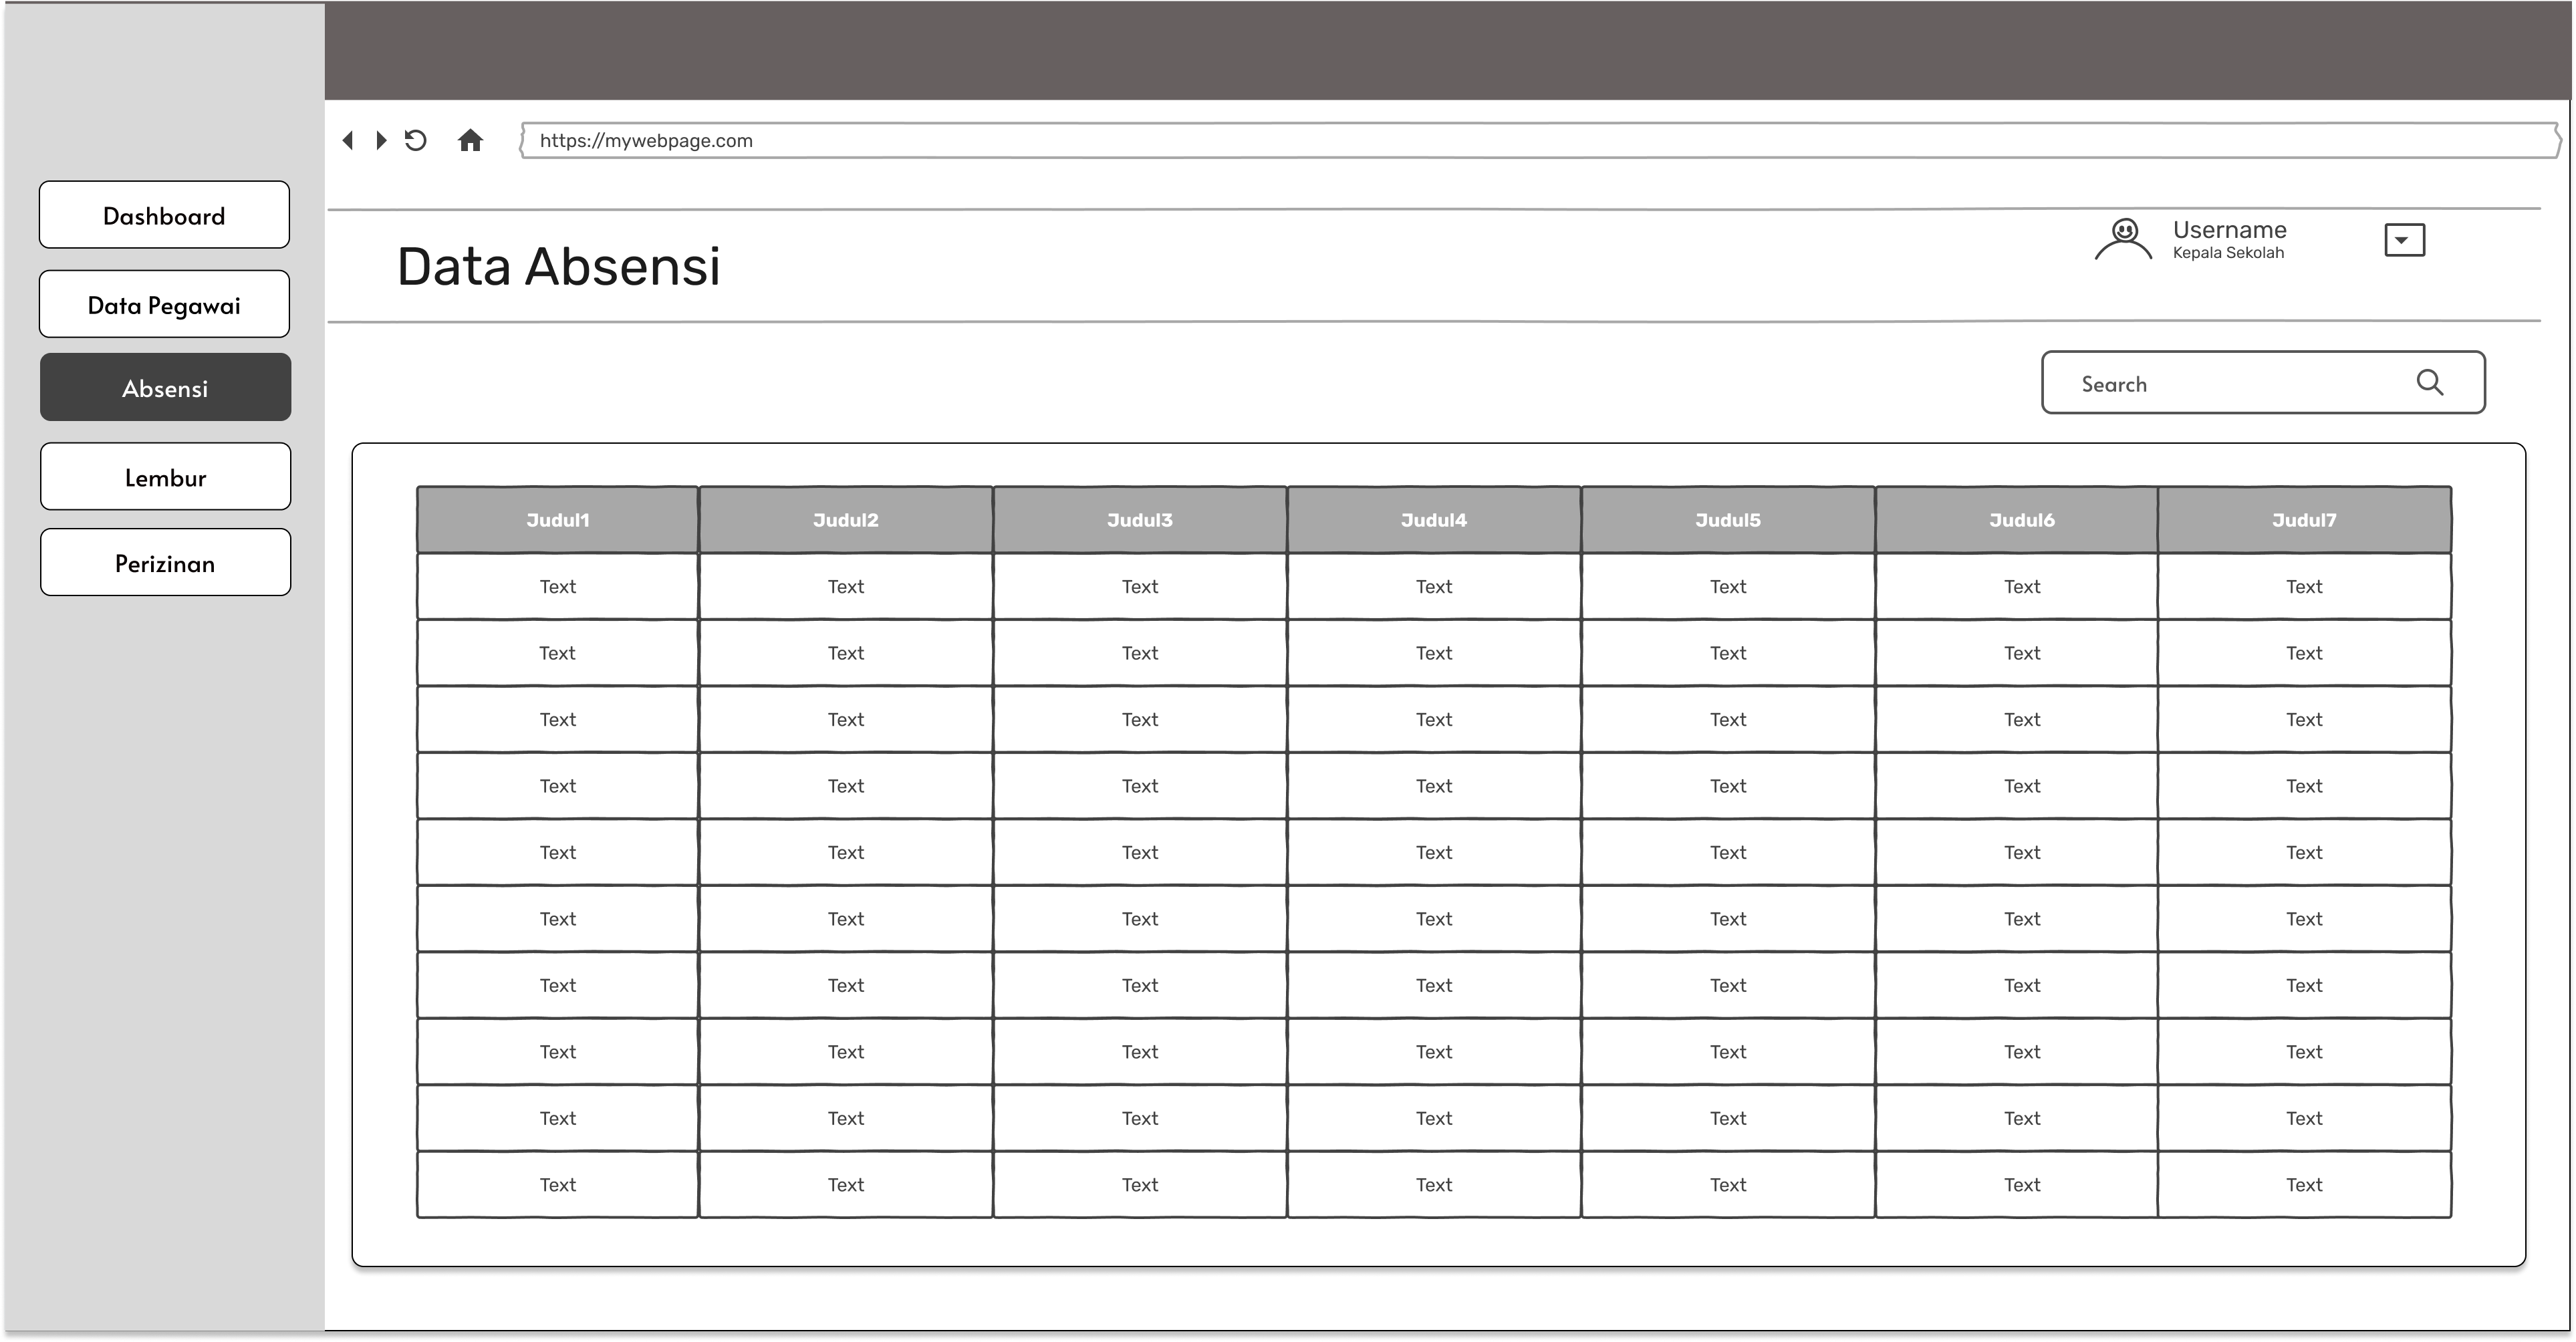 https://mywebpage.com
Dashboard
Data Pegawai
Absensi
Lembur
Perizinan
Data Absensi
Username
Kepala Sekolah
Search
Judul1 Judul2 Judul3 Judul4 Judul5 Judul6 Judul7
Text Text Text Text Text Text Text
Text Text Text Text Text Text Text
Text Text Text Text Text Text Text
Text Text Text Text Text Text Text
Text Text Text Text Text Text Text
Text Text Text Text Text Text Text
Text Text Text Text Text Text Text
Text Text Text Text Text Text Text
Text Text Text Text Text Text Text
Text Text Text Text Text Text Text